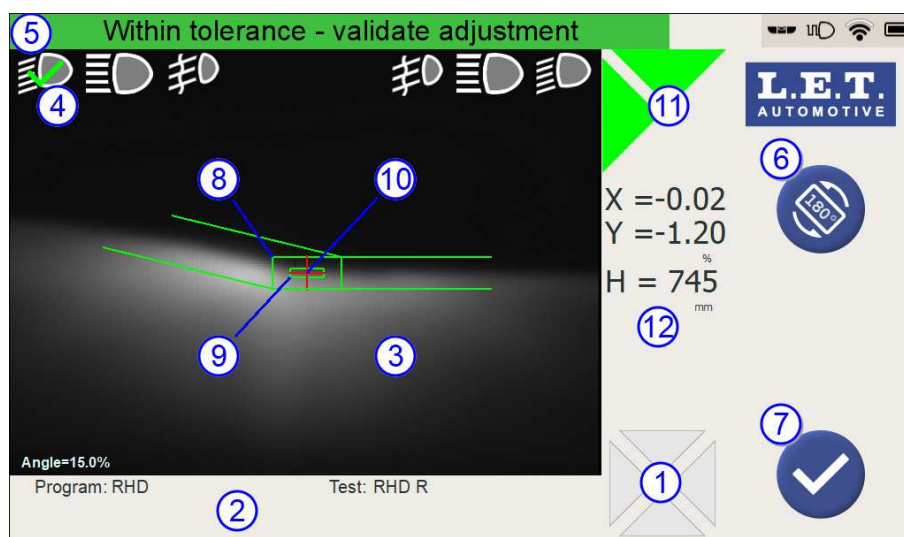 5
Within tolerance - validate adjustment
4
11
L.E.T.
AUTOMOTIVE
6
180°
8
10
X =-0.02
Y =-1.20
%
H = 745
mm
12
9
3
7
Angle=15.0%
Program: RHD
Test: RHD R
1
2